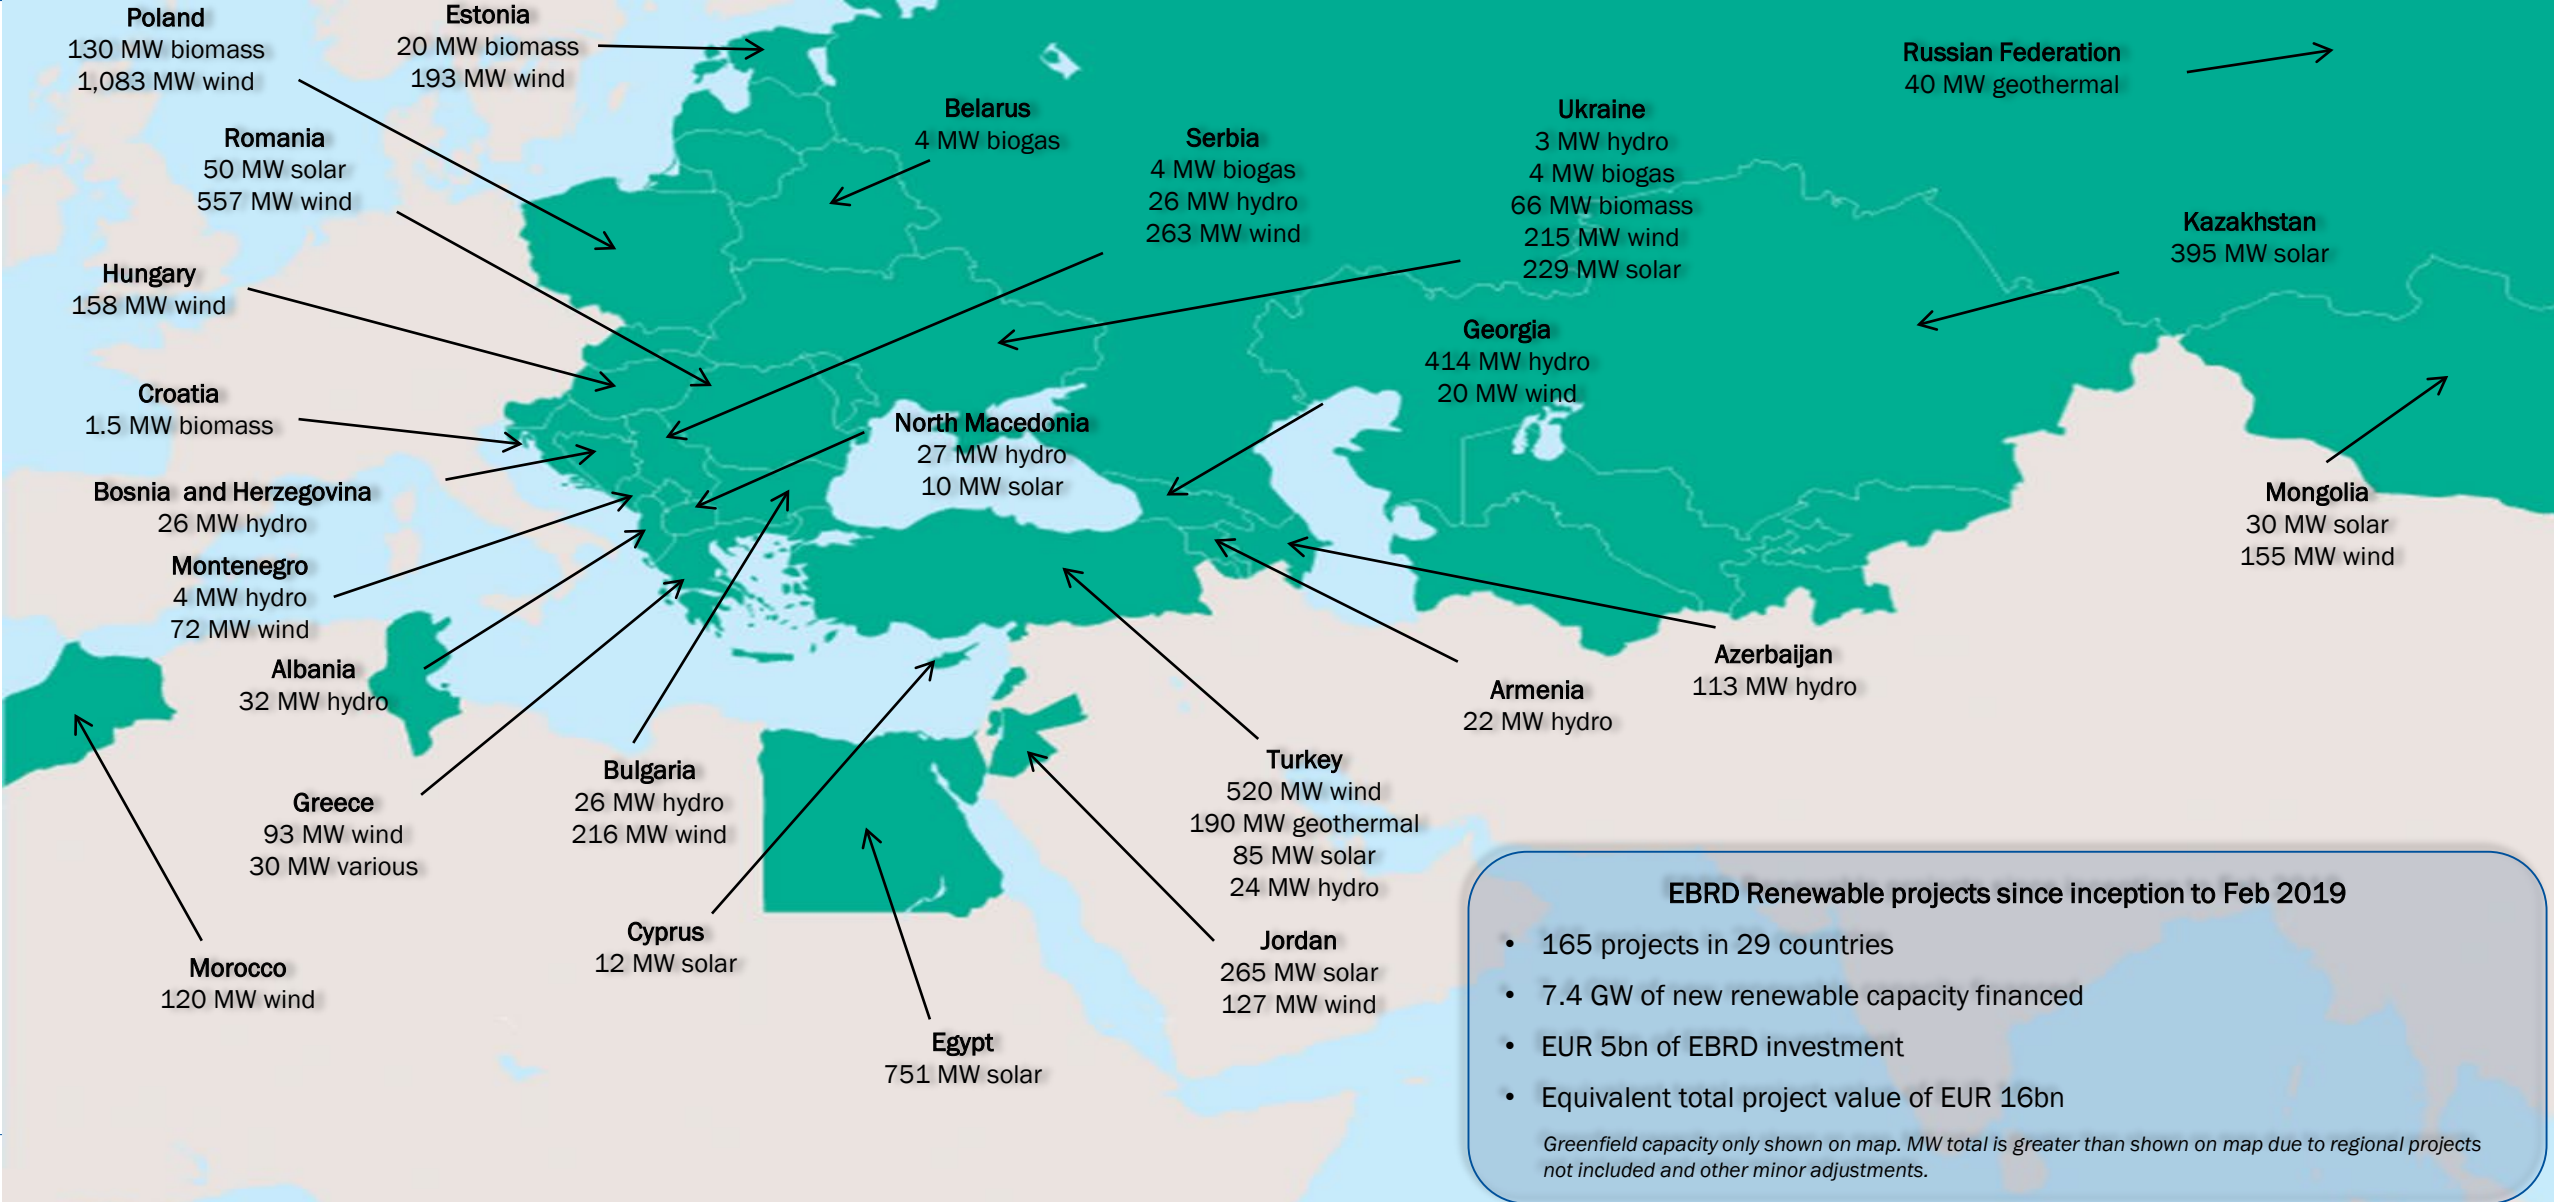 Poland
130 MW biomass
1,083 MW wind
Estonia
20 MW biomass
193 MW wind
Romania
50 MW solar
557 MW wind
Belarus
4 MW biogas
Serbia
4 MW biogas
26 MW hydro
263 MW wind
Ukraine
3 MW hydro
4 MW biogas
66 MW biomass
215 MW wind
229 MW solar
Russian Federation
40 MW geothermal
Kazakhstan
395 MW solar
Hungary
158 MW wind
Georgia
414 MW hydro
20 MW wind
Croatia
1.5 MW biomass
North Macedonia
27 MW hydro
10 MW solar
Bosnia and Herzegovina
26 MW hydro
Mongolia
30 MW solar
155 MW wind
Montenegro
4 MW hydro
72 MW wind
Albania
32 MW hydro
Azerbaijan
113 MW hydro
Armenia
22 MW hydro
Greece
93 MW wind
30 MW various
Bulgaria
26 MW hydro
216 MW wind
Turkey
520 MW wind
190 MW geothermal
85 MW solar
24 MW hydro
Morocco
120 MW wind
Cyprus
12 MW solar
Jordan
265 MW solar
127 MW wind
Egypt
751 MW solar
EBRD Renewable projects since inception to Feb 2019
• 165 projects in 29 countries
• 7.4 GW of new renewable capacity financed
• EUR 5bn of EBRD investment
• Equivalent total project value of EUR 16bn
Greenfield capacity only shown on map. MW total is greater than shown on map due to regional projects
not included and other minor adjustments.